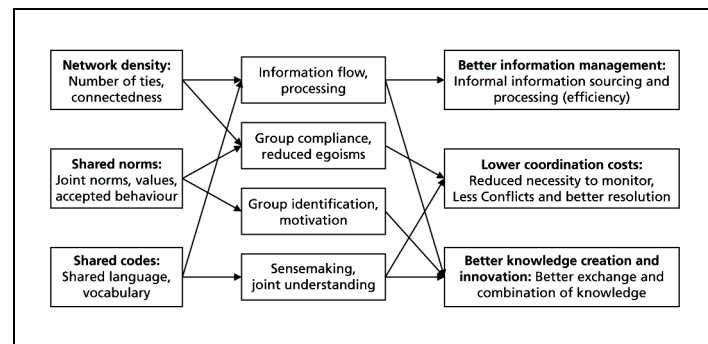 Network density:
Number of ties,
connectedness
Information flow,
processing
Better information management:
Informal information sourcing and
processing (efficiency)
Shared norms:
Joint norms, values,
accepted behaviour
Group compliance,
reduced egoisms
Group identification,
motivation
Lower coordination costs:
Reduced necessity to monitor,
Less Conflicts and better resolution
Shared codes:
Shared language,
vocabulary
Sensemaking,
joint understanding
Better knowledge creation and
innovation: Better exchange and
combination of knowledge